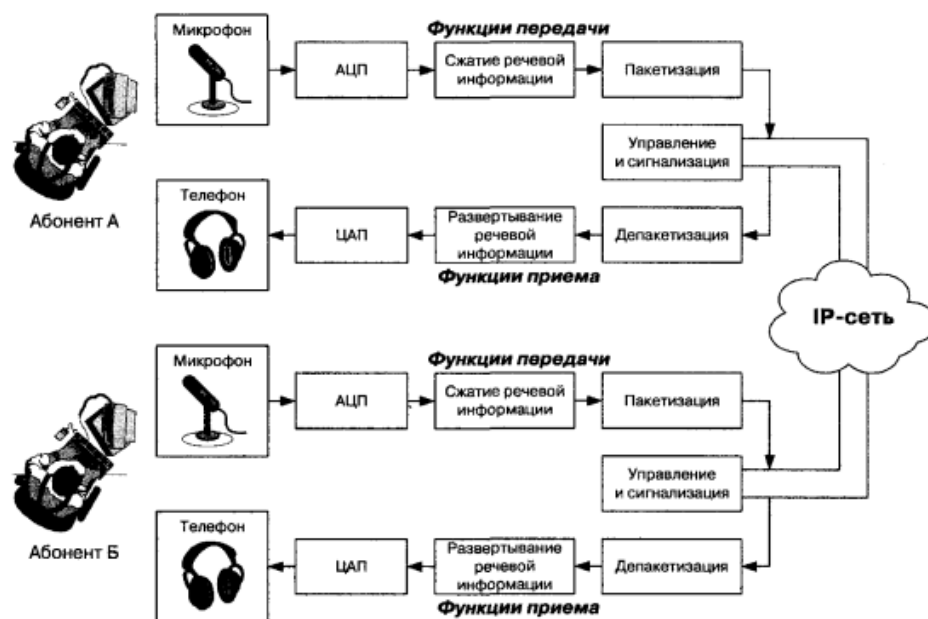 Функции передачи
Микрофон
АЦП
Сжатие речевой
информации
Пакетизация
Управление
и сигнализация
Абонент А
Телефон
ЦАП
Развертывание
речевой
информации
Депакетизация
Функции приема
IP-сеть
Функции передачи
Микрофон
АЦП
Сжатие речевой
информации
Пакетизация
Управление
и сигнализация
Абонент Б
Телефон
ЦАП
Развертывание
речевой
информации
Депакетизация
Функции приема